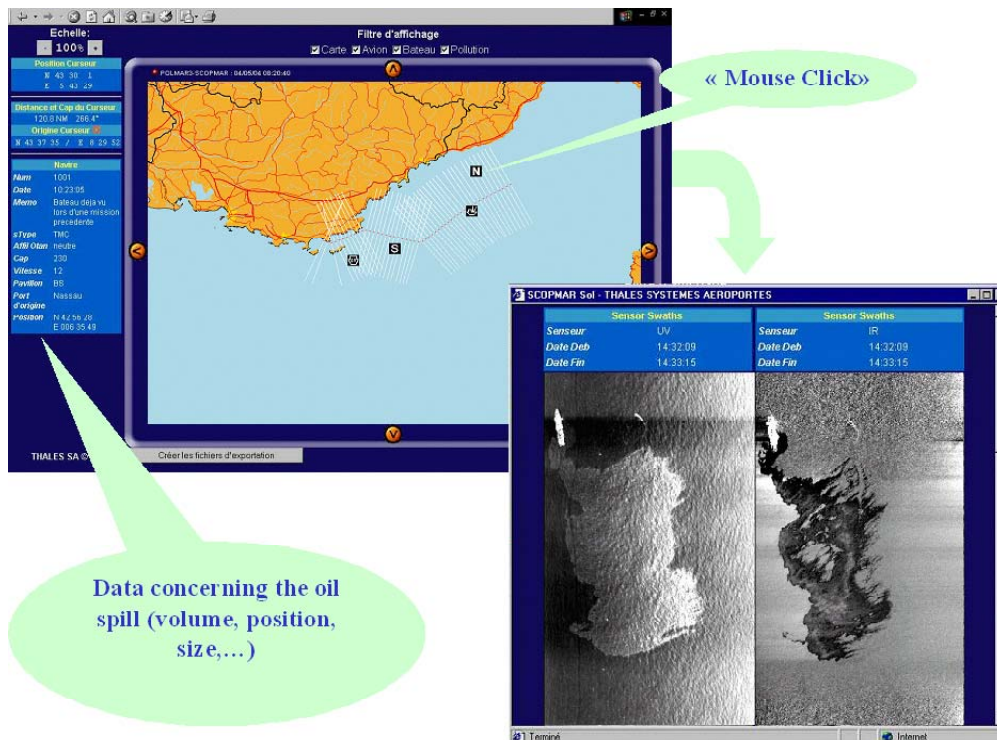 Echelle:
- 100% +
Filtre d'affichage
Carte Avion Bateau Pollution
Position Curseur
N 43 30 1
E 5 43 29
Distance et Cap du Curseur
120.8 NM 266.4°
Origine Curseur
N 43 37 35 / E 8 29 52
Navire
Num 1001
Date 10:23:05
Memo Bateau deja vu
lors d'une mission
precedente
sType TMC
Affil Otan neutre
Cap 230
Vitesse 12
Pavillon BS
Port Nassau
d'origine
Position N 42 56 28
E 006 35 49
THALES SA ©
POLMAR3-SCOPMAR : 04/05/04 08:20:40
N
S
Créer les fichiers d'exportation
« Mouse Click»
SCOPMAR Sol - THALES SYSTEMES AEROPORTES
Sensor Swaths
Senseur UV
Date Deb 14:32:09
Date Fin 14:33:15
Sensor Swaths
Senseur IR
Date Deb 14:32:09
Date Fin 14:33:15
Terminé
Internet
Data concerning the oil
spill (volume, position,
size,…)